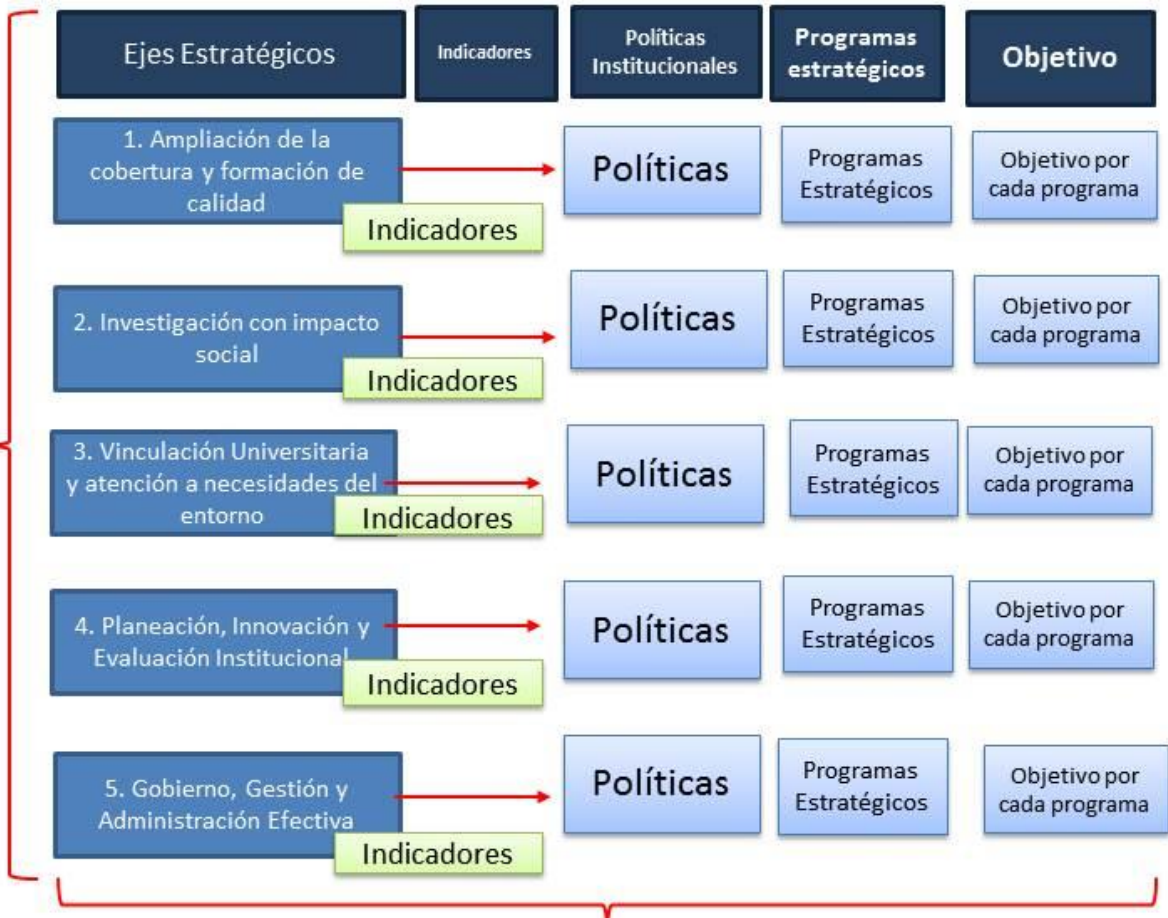 Ejes Estratégicos
Indicadores
Políticas
Institucionales
Programas
estratégicos
Objetivo
1. Ampliación de la
cobertura y formación de
calidad
Indicadores
Políticas
Programas
Estratégicos
Objetivo por
cada programa
2. Investigación con impacto
social
Indicadores
Políticas
Programas
Estratégicos
Objetivo por
cada programa
3. Vinculación Universitaria
y atención a necesidades del
entorno
Indicadores
Políticas
Programas
Estratégicos
Objetivo por
cada programa
4. Planeación, Innovación y
Evaluación Institucional
Indicadores
Políticas
Programas
Estratégicos
Objetivo por
cada programa
5. Gobierno, Gestión y
Administración Efectiva
Indicadores
Políticas
Programas
Estratégicos
Objetivo por
cada programa